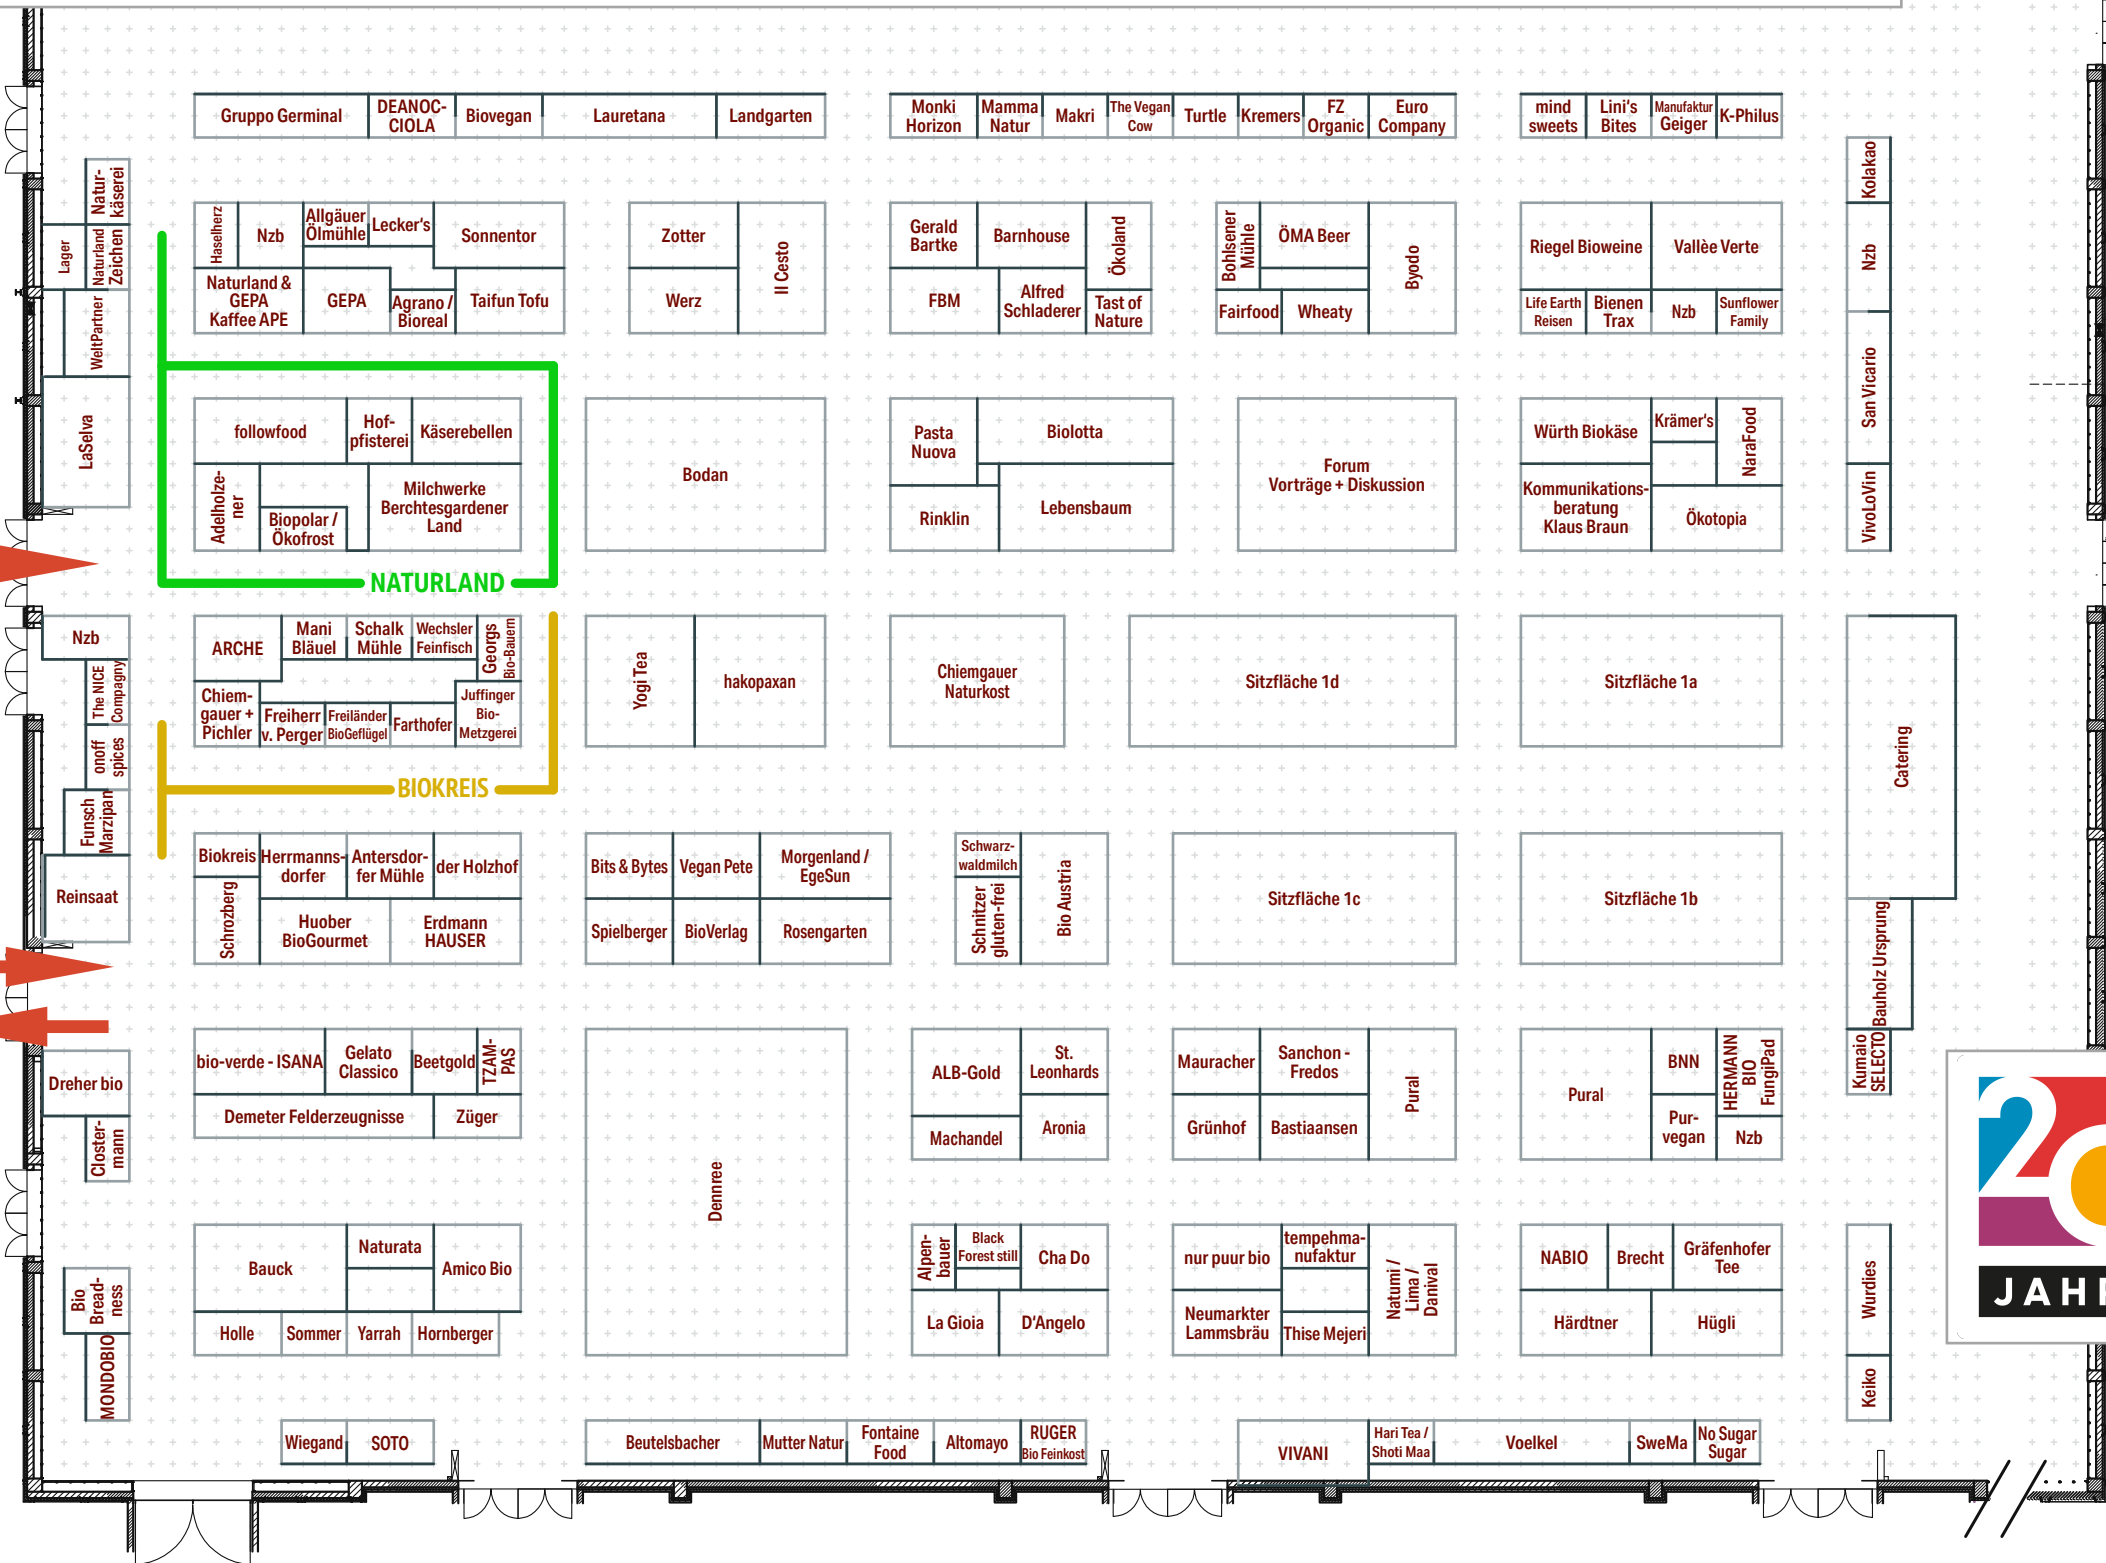 Gruppo Germinal
DEANOC-
CIOLA
Biovegan
Lauretana
Landgarten
Monki
Horizon
Mamma
Natur
Makri
The Vegan
Cow
Turtle
Kremers
FZ
Organic
Euro
Company
mind
sweets
Lini's
Bites
Manufaktur
Geiger
K-Philus
Natur-
käserei
Lager
Naturland
Zeichen
WeltPartner
LaSelva
Haselherz
Nzb
Allgäuer
Ölmühle
Lecker's
Sonnentor
Naturland &
GEPA
Kaffee APE
GEPA
Agrano /
Bioreal
Taifun Tofu
Zotter
Werz
Il Cesto
Gerald
Bartke
Barnhouse
Ökoland
FBM
Alfred
Schladerer
Tast of
Nature
Bohlsener
Mühle
ÖMA Beer
Byodo
Fairfood
Wheaty
Riegel Bioweine
Vallèe Verte
Life Earth
Reisen
Bienen
Trax
Nzb
Sunflower
Family
Kolakao
Nzb
San Vicario
VivoLoVin
followfood
Hof-
pfisterei
Käserebellen
Adelholze-
ner
Biopolar /
Ökofrost
Milchwerke
Berchtesgardener
Land
NATURLAND
Bodan
Pasta
Nuova
Biolotta
Rinklin
Lebensbaum
Forum
Vorträge + Diskussion
Würth Biokäse
Krämer's
NaraFood
Kommunikations-
beratung
Klaus Braun
Ökotopia
Nzb
The NICE
Compagny
onoff
spices
Funsch
Marzipan
Reinsaat
ARCHE
Mani
Bläuel
Schalk
Mühle
Wechsler
Feinfisch
Georgs
Bio-Bauern
Chiem-
gauer +
Pichler
Freiherr
v. Perger
Freiländer
BioGeflügel
Farthofer
Juffinger
Bio-
Metzgerei
BIOKREIS
Yogi Tea
hakopaxan
Chiemgauer
Naturkost
Sitzfläche 1d
Sitzfläche 1a
Catering
Biokreis
Herrmanns-
dorfer
Antersdor-
fer Mühle
der Holzhof
Schrozberg
Huober
BioGourmet
Erdmann
HAUSER
Bits & Bytes
Vegan Pete
Morgenland /
EgeSun
Spielberger
BioVerlag
Rosengarten
Schwarz-
waldmilch
Schnitzer
gluten-frei
Bio Austria
Sitzfläche 1c
Sitzfläche 1b
Bauholz Ursprung
Kumaio
SELECTO
Dreher bio
Closter-
mann
bio-verde - ISANA
Gelato
Classico
Beetgold
TZAM-
PAS
Demeter Felderzeugnisse
Züger
Dennree
ALB-Gold
St.
Leonhards
Machandel
Aronia
Mauracher
Sanchon -
Fredos
Pural
Grünhof
Bastiaansen
Pural
BNN
HERMANN
BIO
FungiPad
Pur-
vegan
Nzb
20
JAHR
Bio
Bread-
ness
MONDOBIO
Bauck
Naturata
Amico Bio
Holle
Sommer
Yarrah
Hornberger
Alpen-
bauer
Black
Forest still
Cha Do
La Gioia
D'Angelo
nur puur bio
tempehma-
nufaktur
Natumi /
Lima /
Danival
Neumarkter
Lammsbräu
Thise Mejeri
NABIO
Brecht
Gräfenhofer
Tee
Härdtner
Hügli
Wurdies
Keiko
Wiegand
SOTO
Beutelsbacher
Mutter Natur
Fontaine
Food
Altomayo
RUGER
Bio Feinkost
VIVANI
Hari Tea /
Shoti Maa
Voelkel
SweMa
No Sugar
Sugar